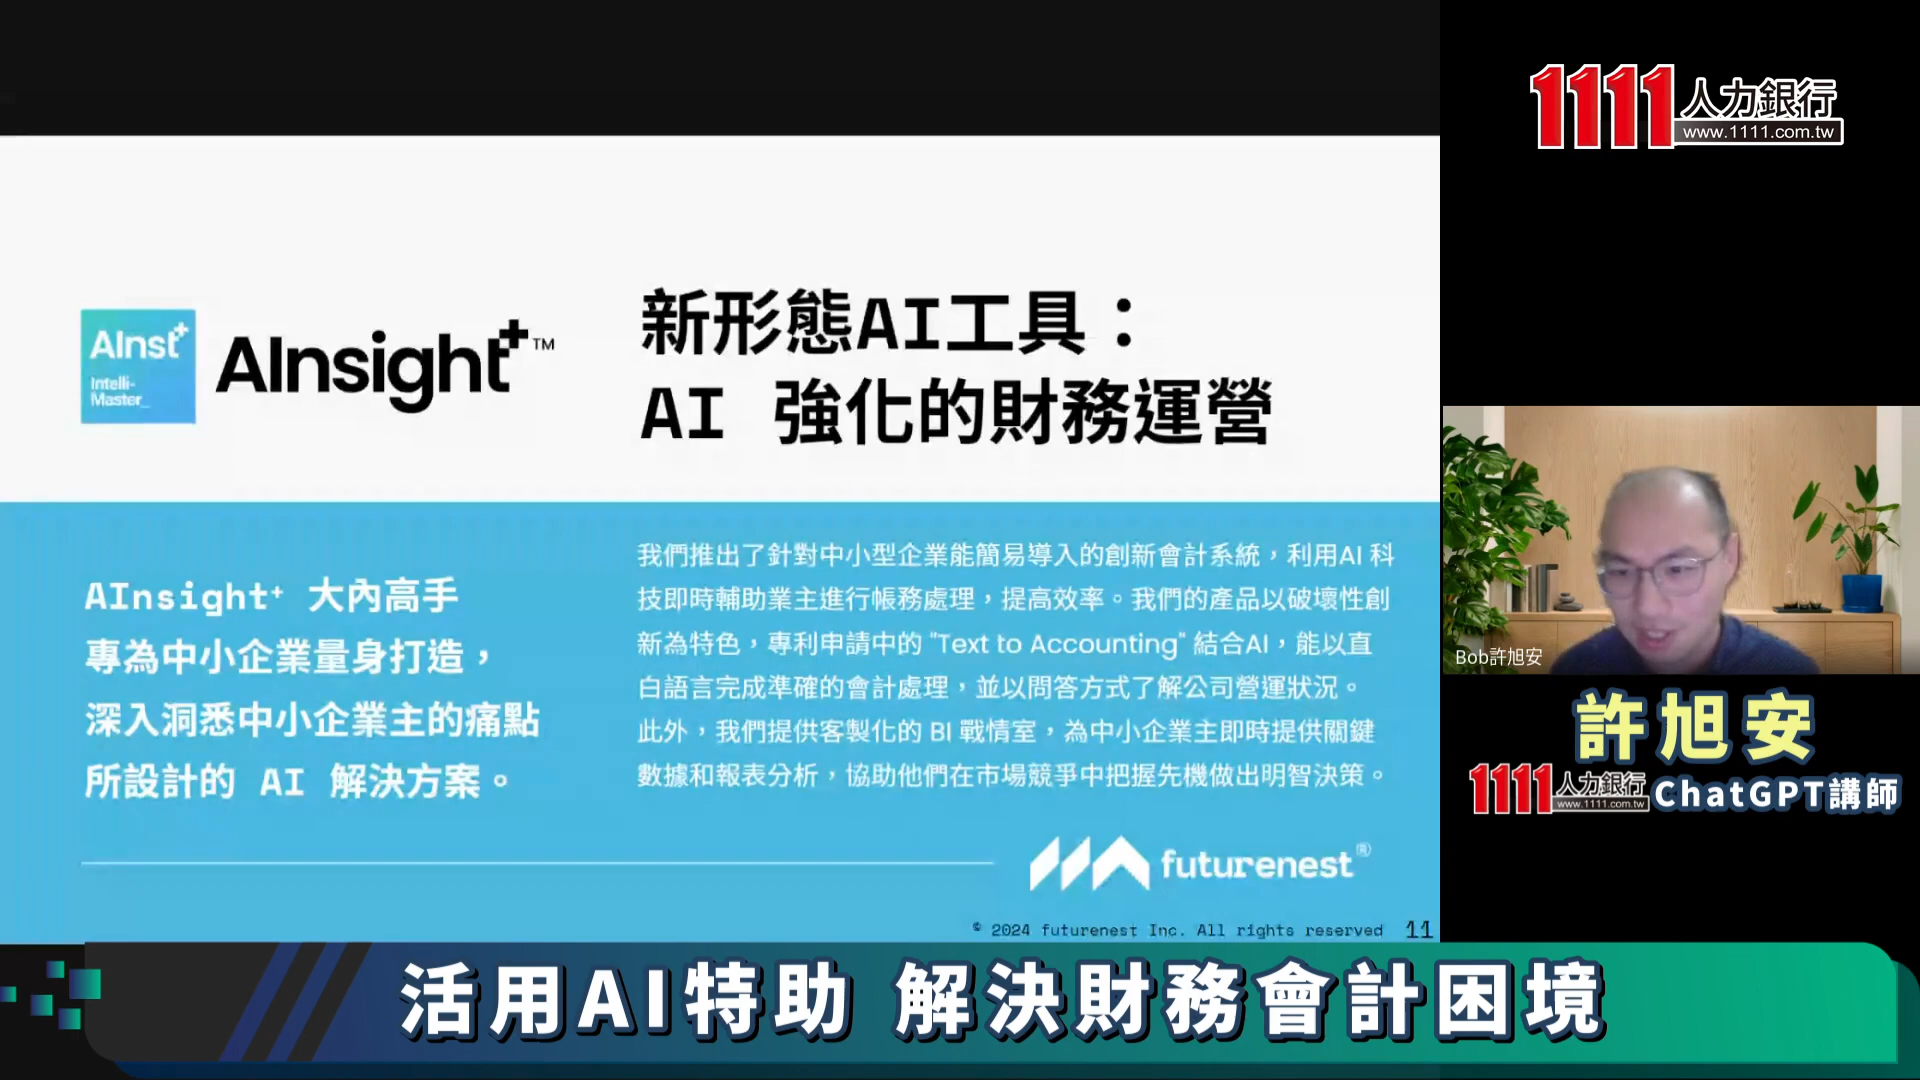 AInst+
Intelli-
Master_
AInsight+™
新形態AI工具：
AI 強化的財務運營
AInsight+ 大內高手
專為中小企業量身打造，
深入洞悉中小企業主的痛點
所設計的 AI 解決方案。
我們推出了針對中小型企業能簡易導入的創新會計系統，利用AI 科
技即時輔助業主進行帳務處理，提高效率。我們的產品以破壞性創
新為特色，專利申請中的 "Text to Accounting" 結合AI，能以直
白語言完成準確的會計處理，並以問答方式了解公司營運狀況。
此外，我們提供客製化的 BI 戰情室，為中小企業主即時提供關鍵
數據和報表分析，協助他們在市場競爭中把握先機做出明智決策。
futurenest®
© 2024 futurenest Inc. All rights reserved 11
1111人力銀行
www.1111.com.tw
Bob許旭安
許旭安
1111人力銀行 ChatGPT講師
www.1111.com.tw
活用AI特助 解決財務會計困境